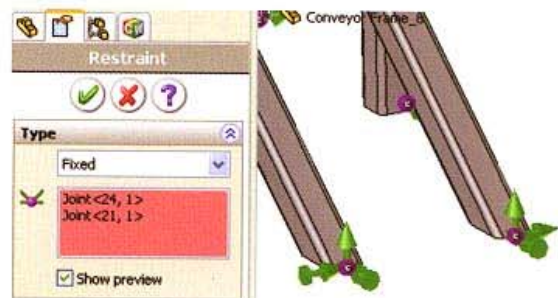 Conveyor Frame_8
Restraint
Type
Fixed
Joint<24, 1>
Joint<21, 1>
Show preview